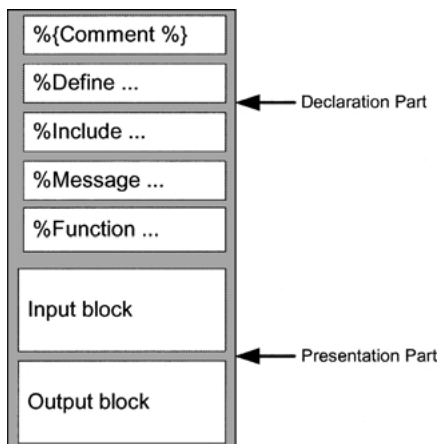 %{Comment %}
%Define ...
Declaration Part
%Include ...
%Message ...
%Function ...
Input block
Presentation Part
Output block